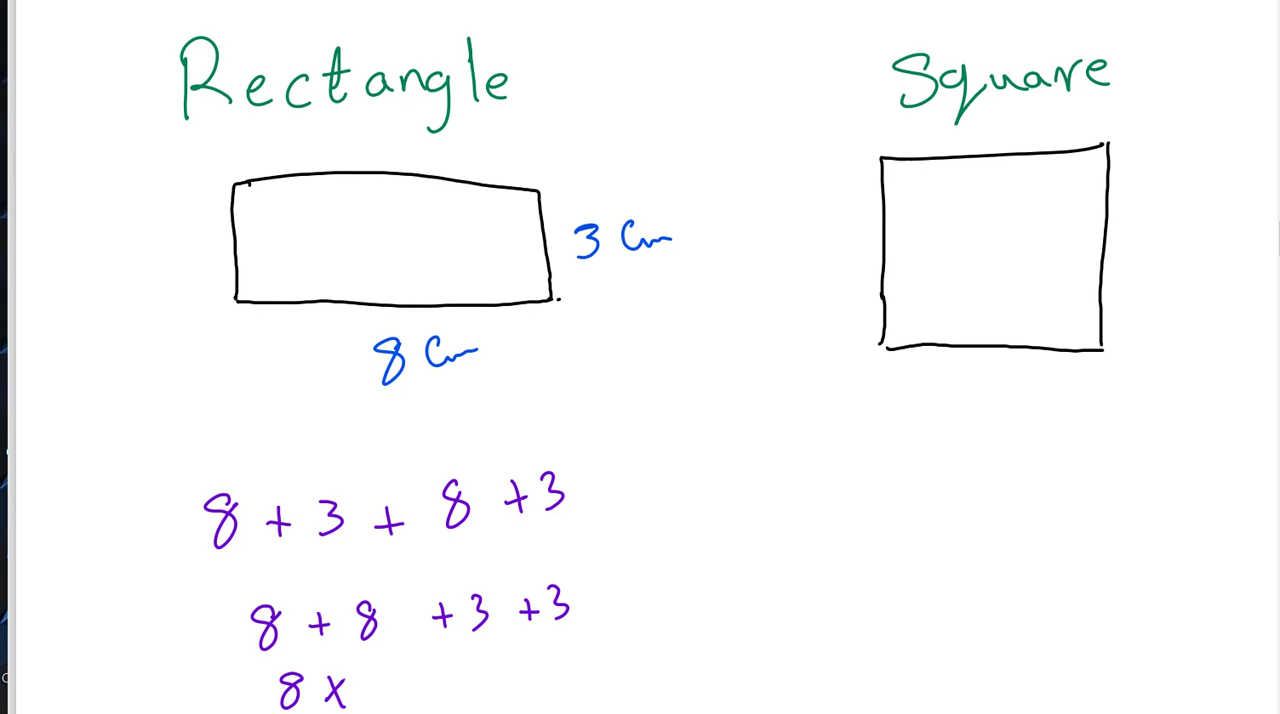 Rectangle
Square
3 cm
8 cm
8 + 3 + 8 + 3
8 + 8 + 3 + 3
8 x